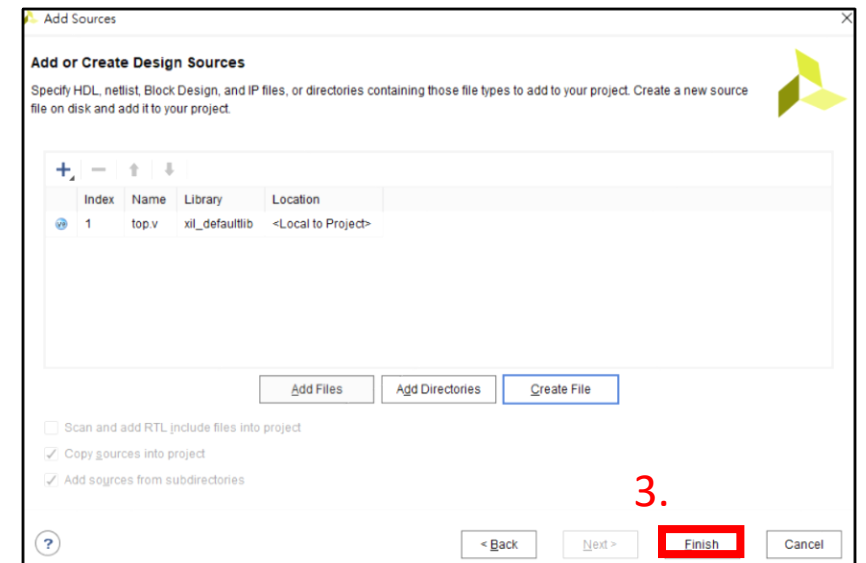 Add Sources
Add or Create Design Sources
Specify HDL, netlist, Block Design, and IP files, or directories containing those file types to add to your project. Create a new source
file on disk and add it to your project.
Index Name Library Location
1 top.v xil_defaultlib <Local to Project>
Add Files Add Directories Create File
Scan and add RTL include files into project
Copy sources into project
Add sources from subdirectories
3.
? < Back Next > Finish Cancel